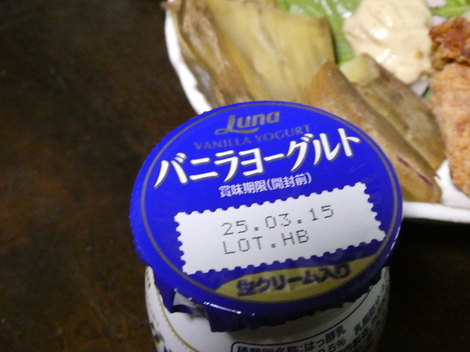 Luna
VANILLA YOGURT
バニラヨーグルト
賞味期限(開封前)
25.03.15
LOT.HB
生クリーム入り